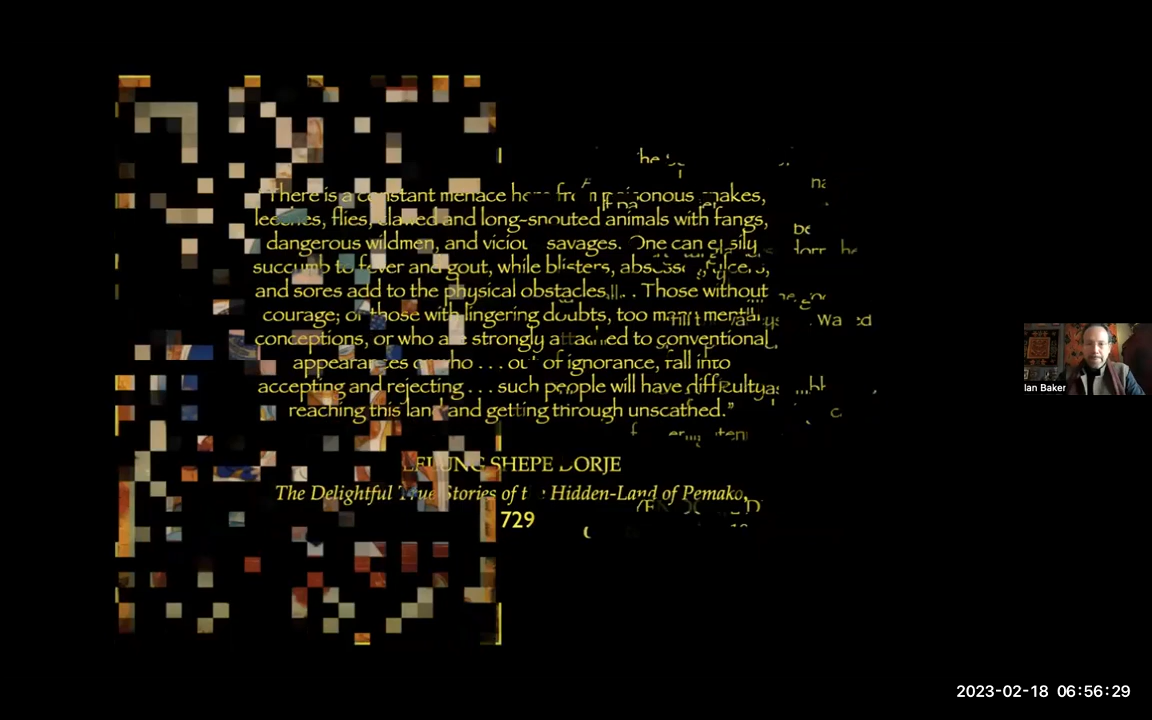 "There is a constant menace here from poisonous snakes,
leeches, flies, clawed and long-snouted animals with fangs,
dangerous wildmen, and vicious savages. One can easily
succumb to fever and gout, while blisters,
and sores add to the physical obstacles. . . Those without
courage; or those with lingering doubts, too many mental
conceptions, or who are strongly attached to conventional
appearances or who . . . out of ignorance, fall into
accepting and rejecting . . . such people will have difficulty
reaching this land and getting through unscathed."
SHEPE DORJE
The Delightful True Stories of the Hidden-Land of Pemako,
729
Ian Baker
2023-02-18 06:56:29